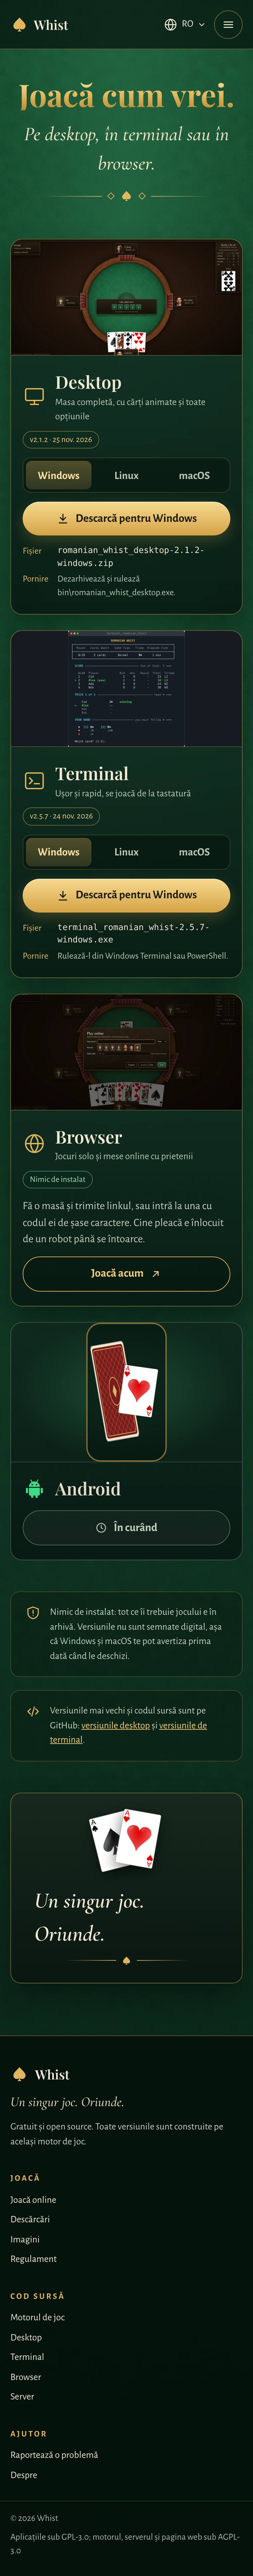 Whist
RO
Joacă cum vrei.
Pe desktop, în terminal sau în
browser.
Desktop
Masa completă, cu cărți animate și toate
opțiunile
v2.1.2 · 25 nov. 2026
Windows Linux macOS
Descarcă pentru Windows
Fișier romanian_whist_desktop-2.1.2-
windows.zip
Pornire Dezarhivează și rulează
bin\romanian_whist_desktop.exe.
Terminal
Ușor și rapid, se joacă de la tastatură
v2.5.7 · 24 nov. 2026
Windows Linux macOS
Descarcă pentru Windows
Fișier terminal_romanian_whist-2.5.7-
windows.exe
Pornire Rulează-l din Windows Terminal sau PowerShell.
Play online
Browser
Jocuri solo și mese online cu prietenii
Nimic de instalat
Fă o masă și trimite linkul, sau intră la una cu
codul ei de șase caractere. Cine pleacă e înlocuit
de un robot până se întoarce.
Joacă acum
A
A
Android
În curând
Nimic de instalat: tot ce îi trebuie jocului e în
arhivă. Versiunile nu sunt semnate digital, așa
că Windows și macOS te pot avertiza prima
dată când le deschizi.
Versiunile mai vechi și codul sursă sunt pe
GitHub: versiunile desktop și versiunile de
terminal.
A
A
A
Un singur joc.
Oriunde.
Whist
Un singur joc. Oriunde.
Gratuit și open source. Toate versiunile sunt construite pe
același motor de joc.
JOACĂ
Joacă online
Descărcări
Imagini
Regulament
COD SURSĂ
Motorul de joc
Desktop
Terminal
Browser
Server
AJUTOR
Raportează o problemă
Despre
© 2026 Whist
Aplicațiile sub GPL-3.0; motorul, serverul și pagina web sub AGPL-
3.0